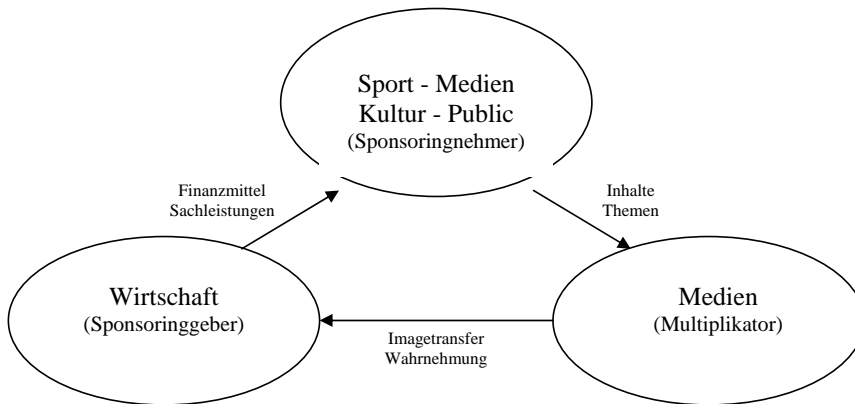 Sport - Medien
Kultur - Public
(Sponsoringnehmer)
Finanzmittel
Sachleistungen
Inhalte
Themen
Wirtschaft
(Sponsoringgeber)
Medien
(Multiplikator)
Imagetransfer
Wahrnehmung